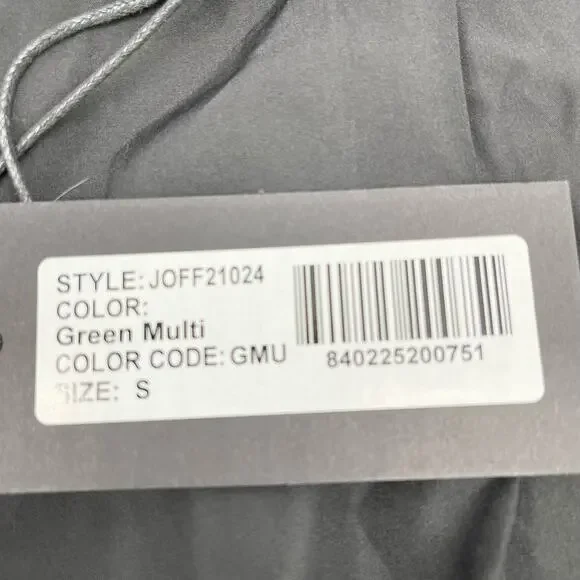 STYLE: JOFF21024
COLOR:
Green Multi
COLOR CODE: GMU
SIZE: S
840225200751